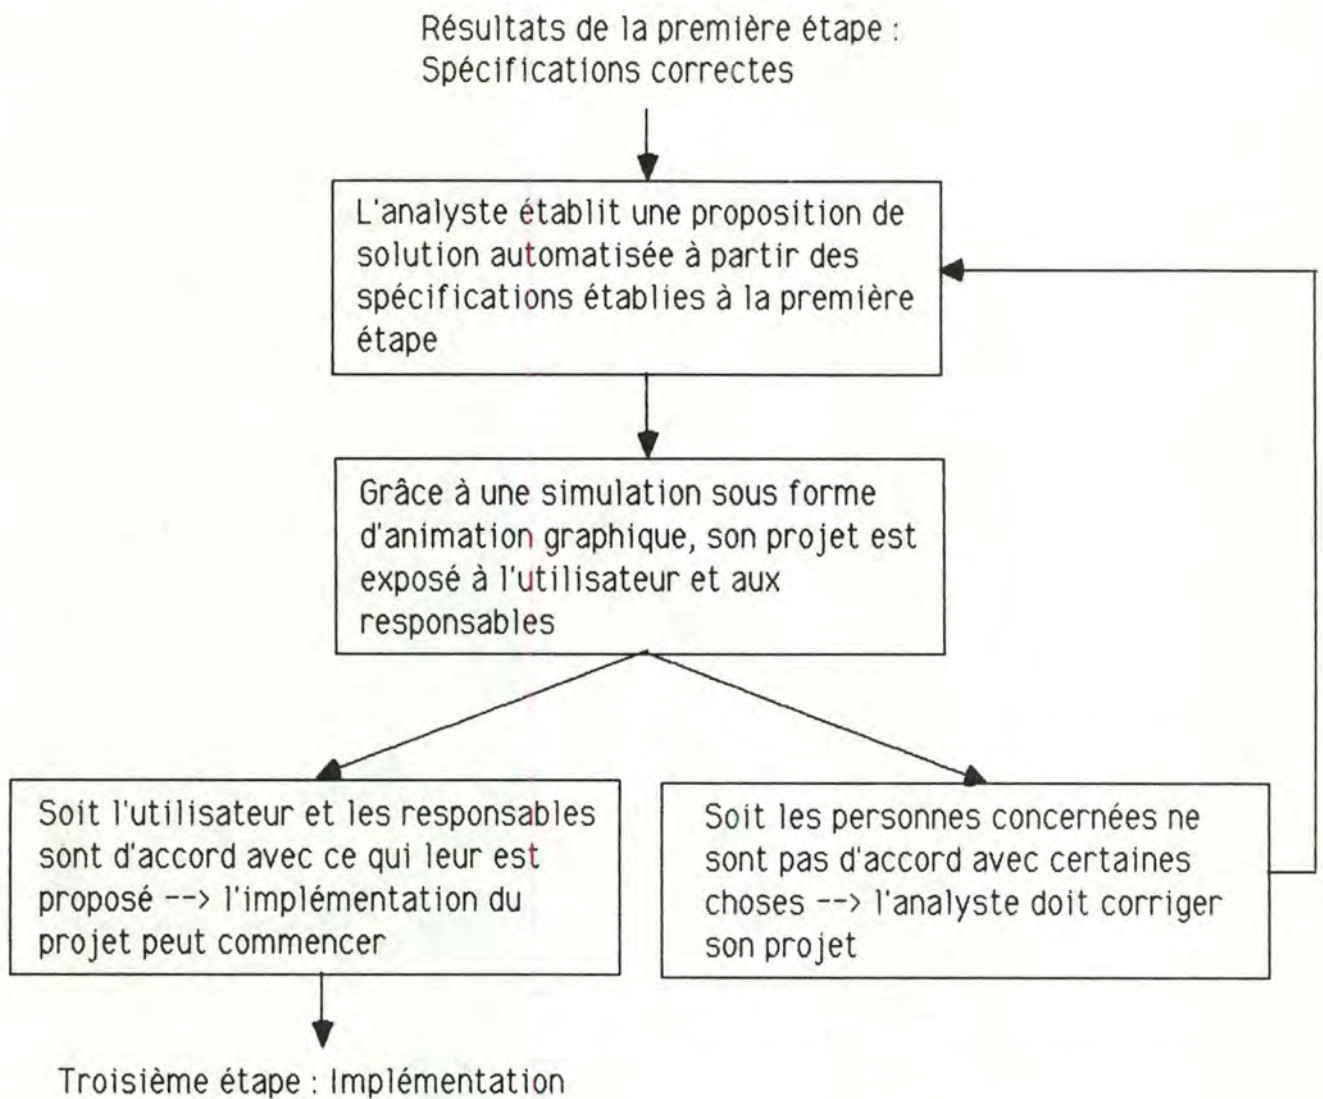 Résultats de la première étape :
Spécifications correctes
L'analyste établit une proposition de
solution automatisée à partir des
spécifications établies à la première
étape
Grâce à une simulation sous forme
d'animation graphique, son projet est
exposé à l'utilisateur et aux
responsables
Soit l'utilisateur et les responsables
sont d'accord avec ce qui leur est
proposé --> l'implémentation du
projet peut commencer
Soit les personnes concernées ne
sont pas d'accord avec certaines
choses --> l'analyste doit corriger
son projet
Troisième étape : Implémentation